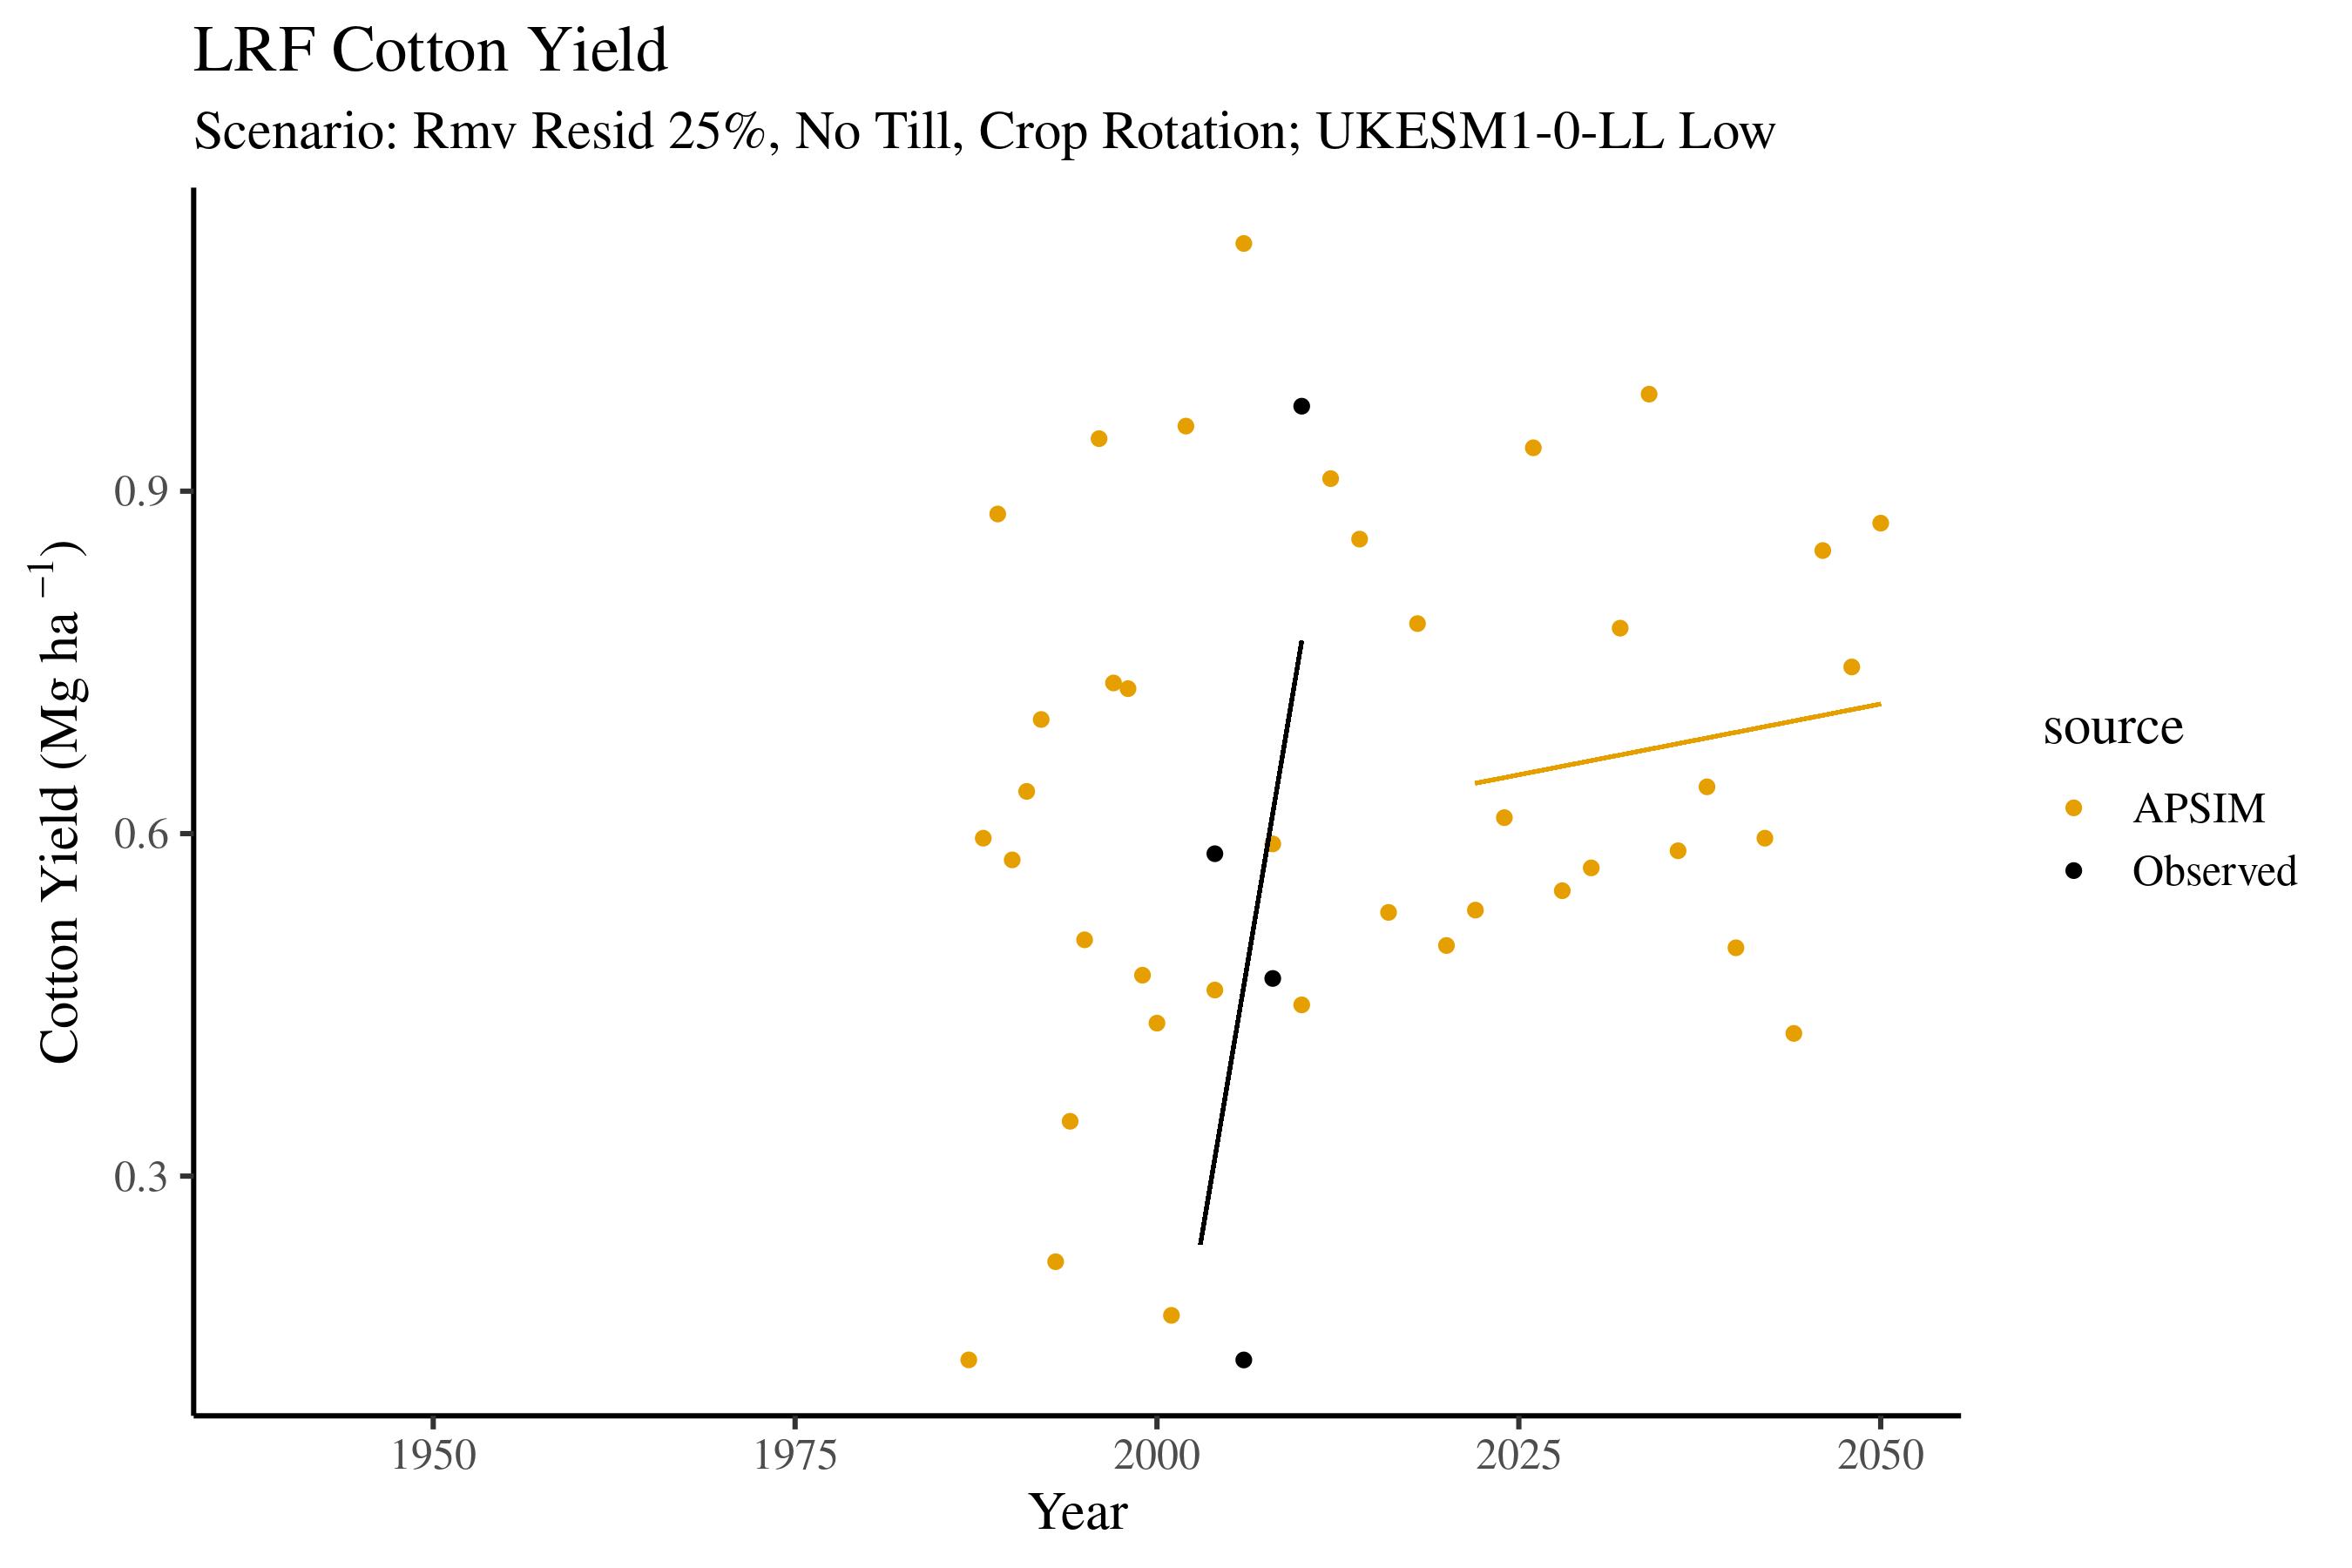 LRF Cotton Yield
Scenario: Rmv Resid 25%, No Till, Crop Rotation; UKESM1-0-LL Low
Cotton Yield (Mg ha⁻¹)
0.9
0.6
0.3
1950 1975 2000 2025 2050
Year
source
APSIM
Observed